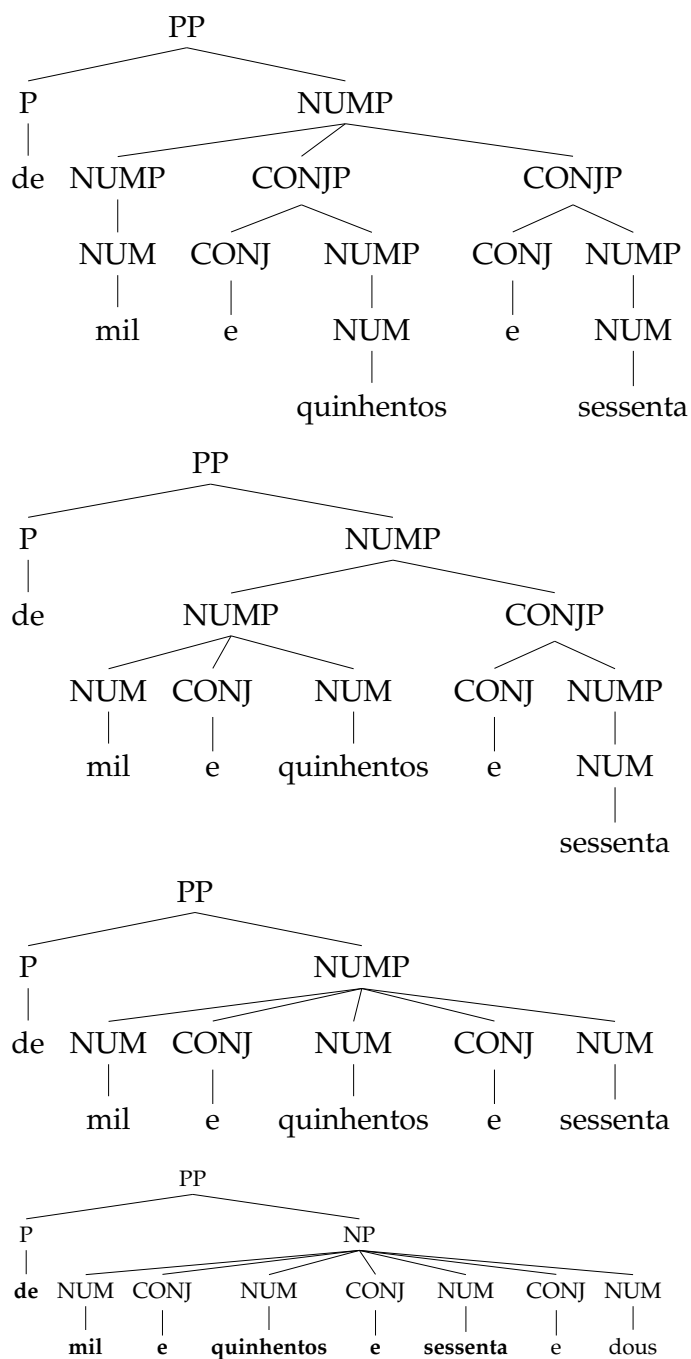 PP
P NUMP
de NUMP CONJP CONJP
NUM CONJ NUMP CONJ NUMP
mil e NUM e NUM
quinhentos sessenta
PP
P NUMP
de NUMP CONJP
NUM CONJ NUM CONJ NUMP
mil e quinhentos e NUM
sessenta
PP
P NUMP
de NUM CONJ NUM CONJ NUM
mil e quinhentos e sessenta
PP
P NP
de NUM CONJ NUM CONJ NUM CONJ NUM
mil e quinhentos e sessenta e dous